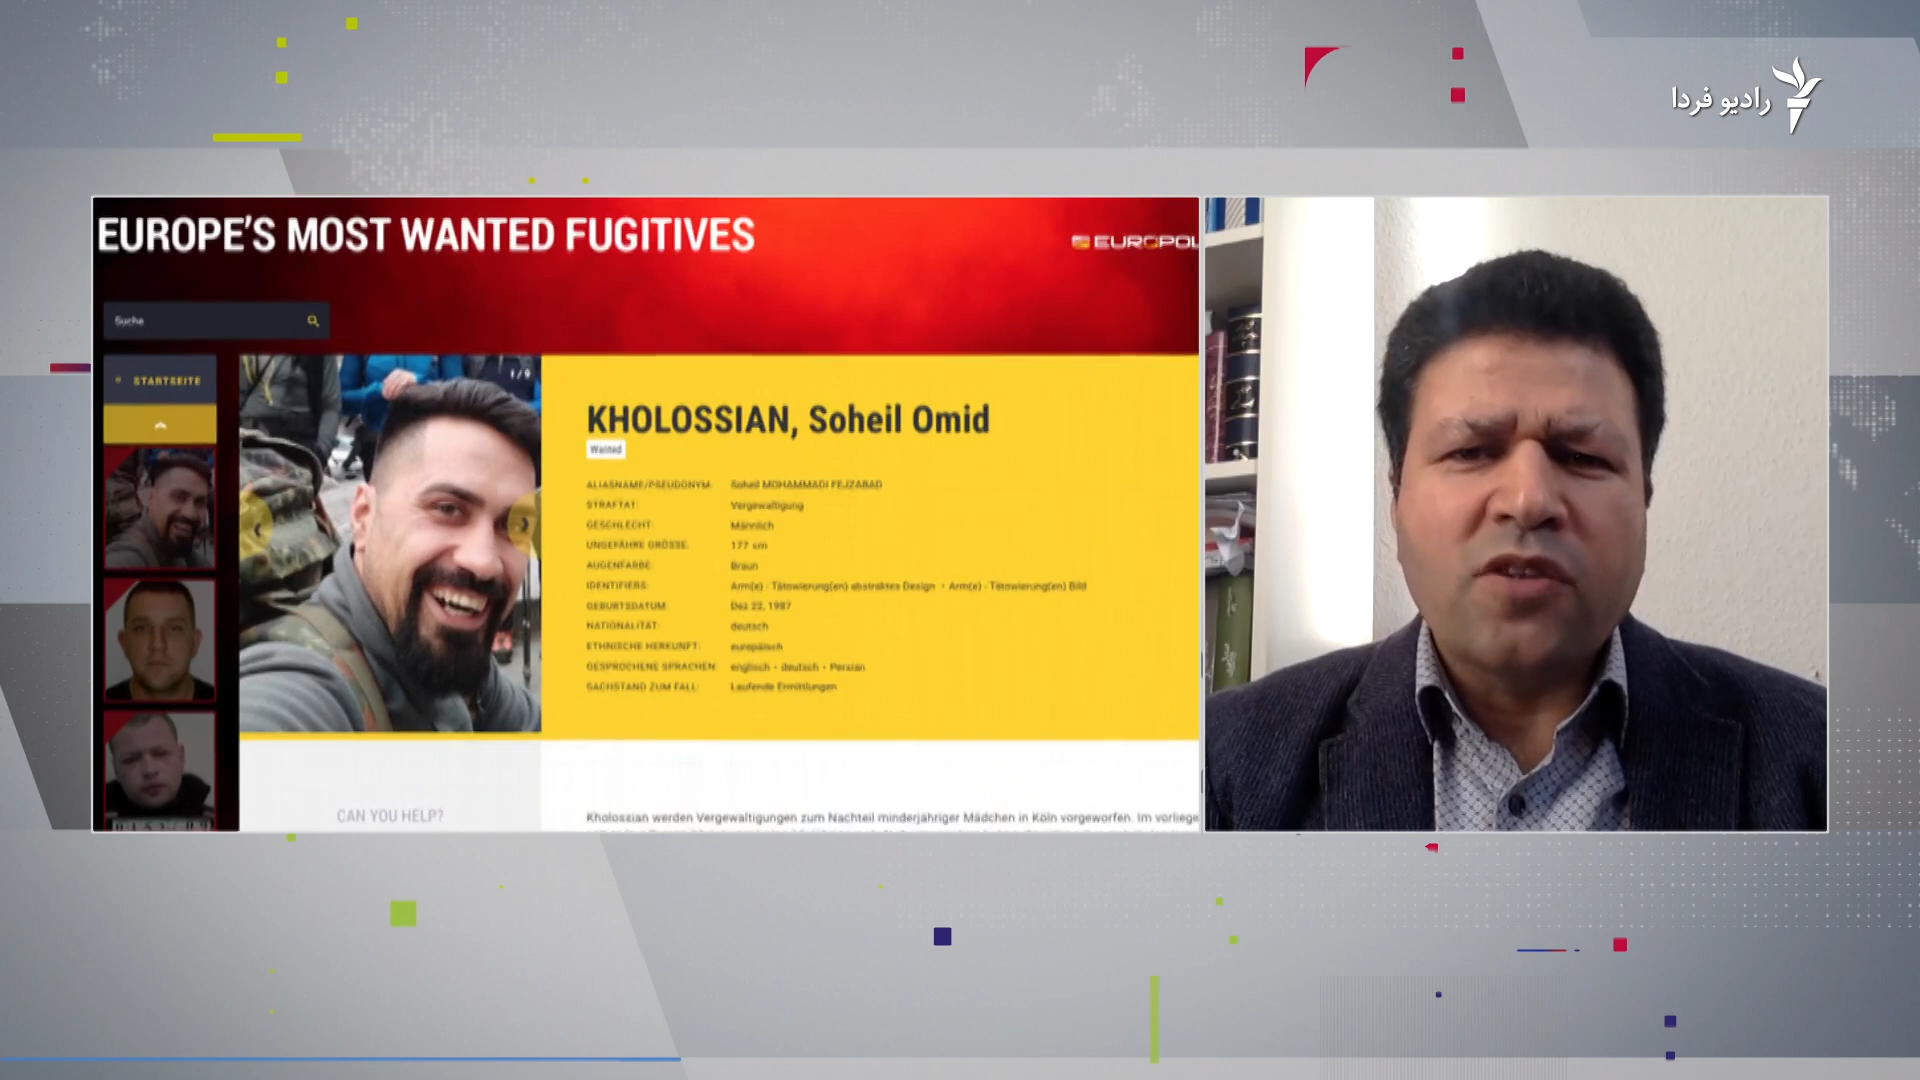 رادیو فردا
EUROPE'S MOST WANTED FUGITIVES
EUROPOL
Suche
STARTSEITE
1/9
KHOLOSSIAN, Soheil Omid
Wanted
ALIASNAME/PSEUDONYM: Soheil MOHAMMADI FEJZABAD
STRAFTAT: Vergewaltigung
GESCHLECHT: Männlich
UNGEFÄHRE GRÖSSE: 177 cm
AUGENFARBE: Braun
IDENTIFIERS: Arm(e) - Tätowierung(en) abstraktes Design • Arm(e) - Tätowierung(en) Bild
GEBURTSDATUM: Dez 22, 1987
NATIONALITÄT: deutsch
ETHNISCHE HERKUNFT: europäisch
GESPROCHENE SPRACHEN: englisch • deutsch • Persian
SACHSTAND ZUM FALL: Laufende Ermittlungen
CAN YOU HELP?
Kholossian werden Vergewaltigungen zum Nachteil minderjähriger Mädchen in Köln vorgeworfen. Im vorliege